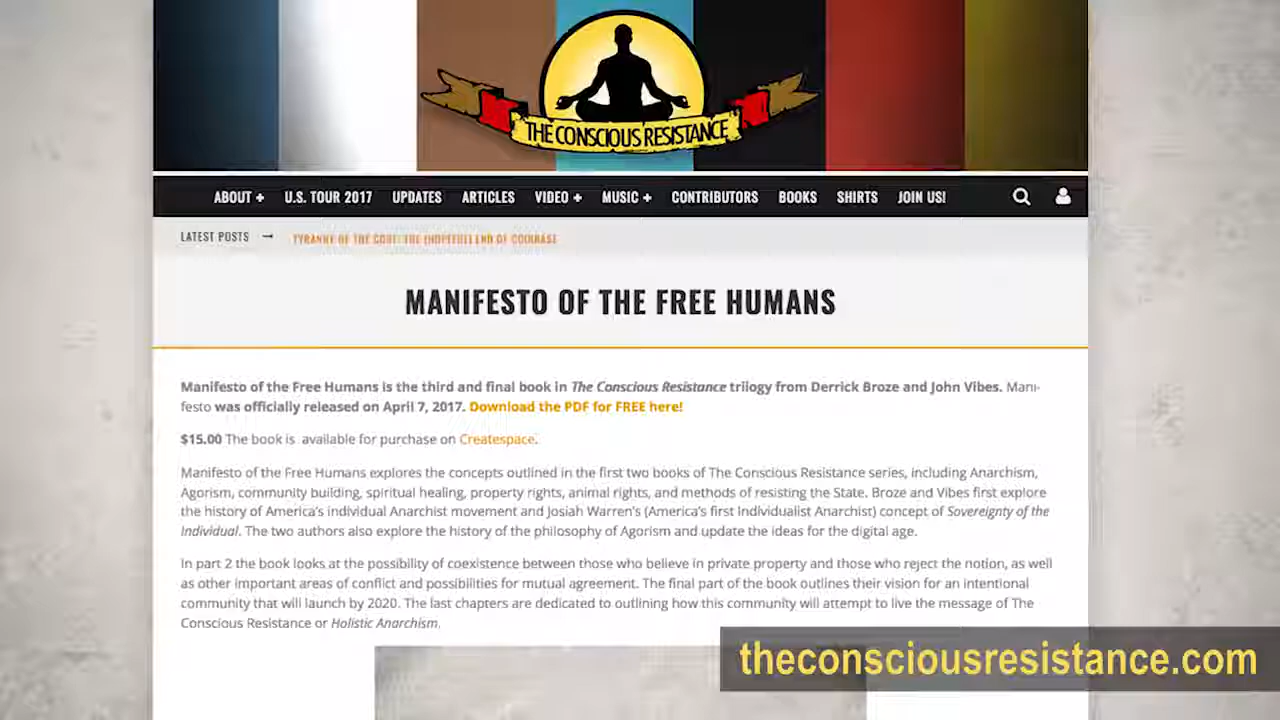 THE CONSCIOUS RESISTANCE
ABOUT + U.S. TOUR 2017 UPDATES ARTICLES VIDEO + MUSIC + CONTRIBUTORS BOOKS SHIRTS JOIN US!
LATEST POSTS →
MANIFESTO OF THE FREE HUMANS
Manifesto of the Free Humans is the third and final book in The Conscious Resistance trilogy from Derrick Broze and John Vibes. Mani-
festo was officially released on April 7, 2017. Download the PDF for FREE here!
$15.00 The book is available for purchase on Createspace.
Manifesto of the Free Humans explores the concepts outlined in the first two books of The Conscious Resistance series, including Anarchism,
Agorism, community building, spiritual healing, property rights, animal rights, and methods of resisting the State. Broze and Vibes first explore
the history of America's individual Anarchist movement and Josiah Warren's (America's first Individualist Anarchist) concept of Sovereignty of the
Individual. The two authors also explore the history of the philosophy of Agorism and update the ideas for the digital age.
In part 2 the book looks at the possibility of coexistence between those who believe in private property and those who reject the notion, as well
as other important areas of conflict and possibilities for mutual agreement. The final part of the book outlines their vision for an intentional
community that will launch by 2020. The last chapters are dedicated to outlining how this community will attempt to live the message of The
Conscious Resistance or Holistic Anarchism.
theconsciousresistance.com